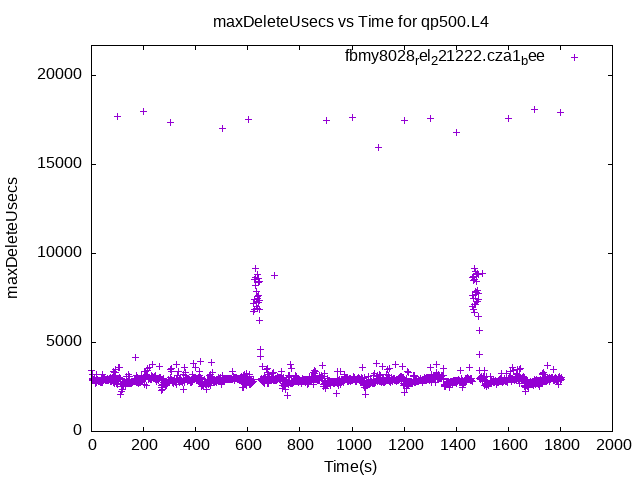 maxDeleteUsecs vs Time for qp500.L4
fbmy8028rel221222.cza1bee
20000
15000
10000
5000
0
maxDeleteUsecs
0 200 400 600 800 1000 1200 1400 1600 1800 2000
Time(s)